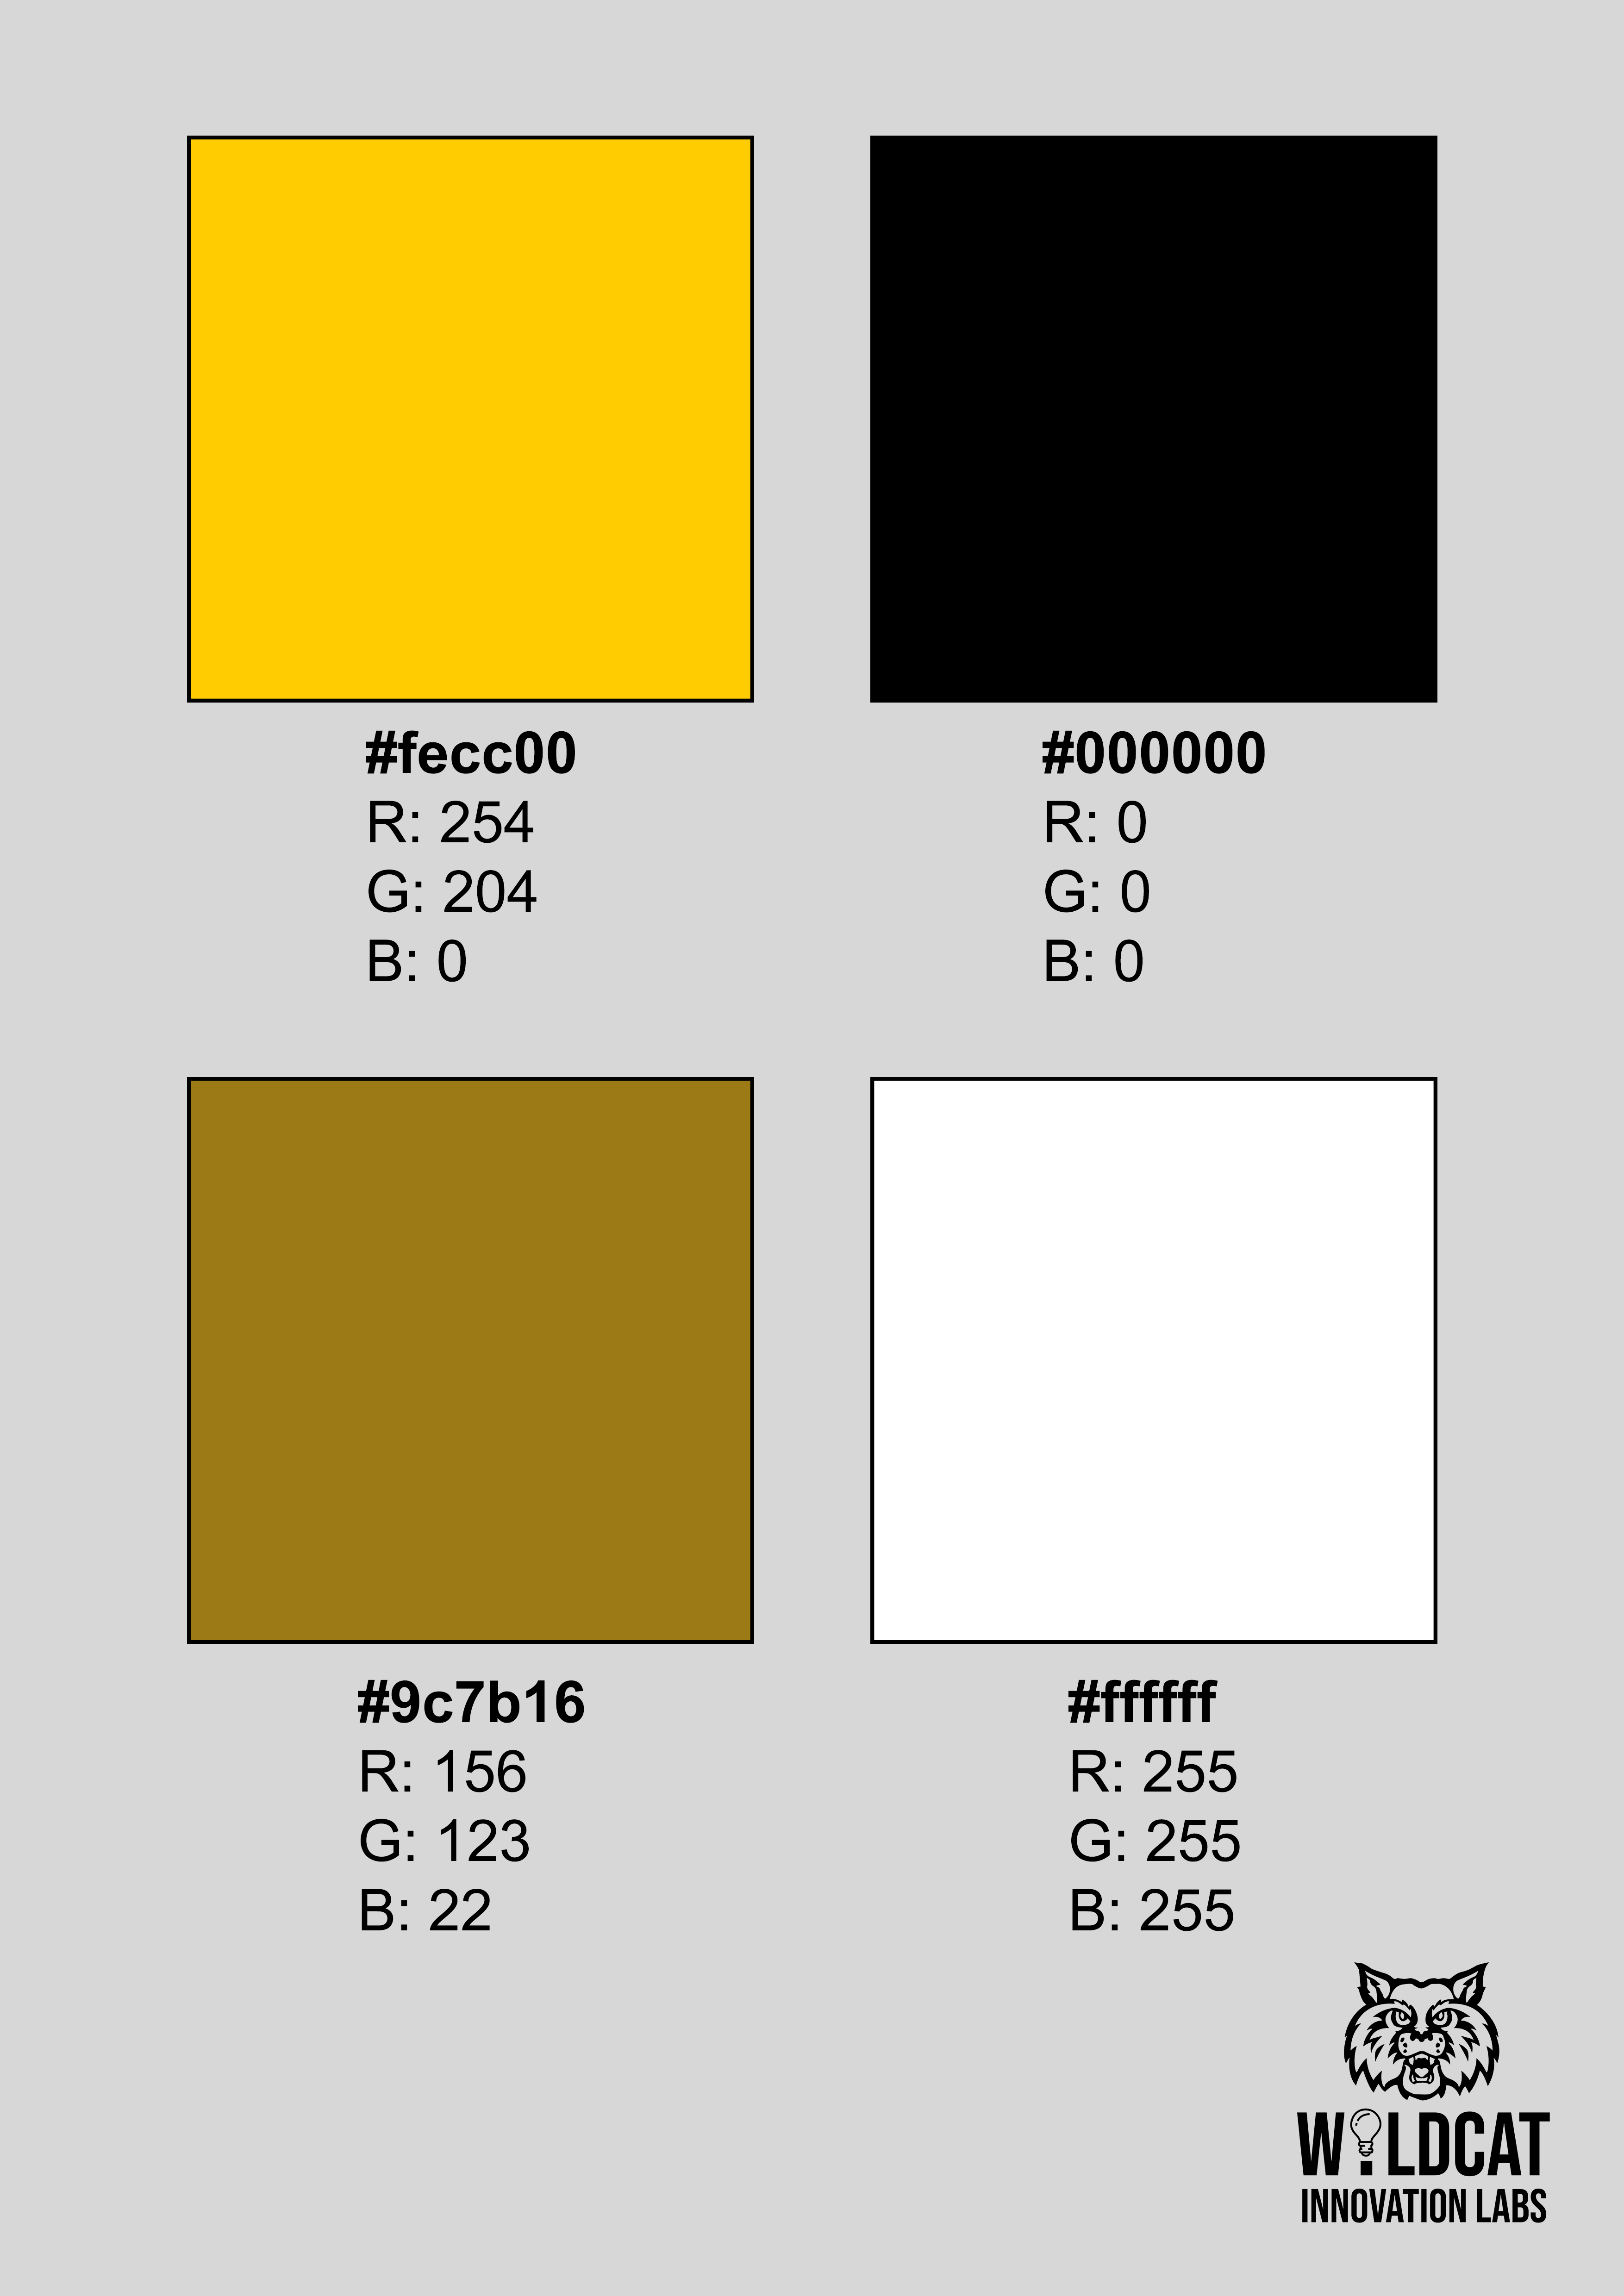 #fecc00
R: 254
G: 204
B: 0
#000000
R: 0
G: 0
B: 0
#9c7b16
R: 156
G: 123
B: 22
#ffffff
R: 255
G: 255
B: 255
WILDCAT
INNOVATION LABS